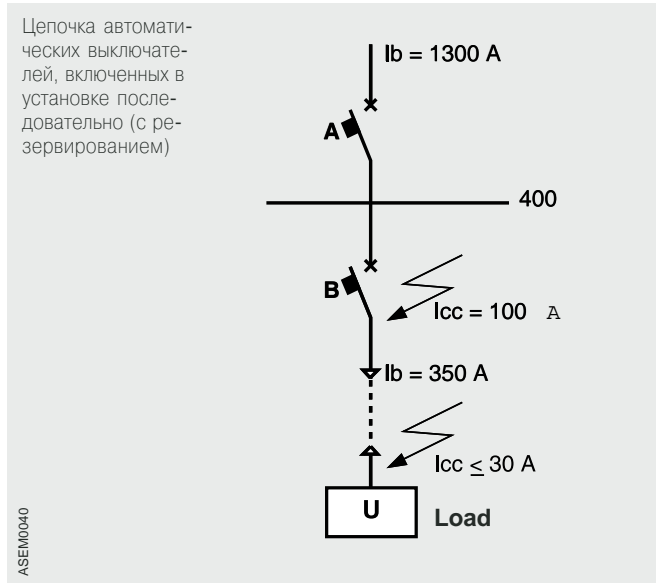 Цепочка автомати-
ческих выключате-
лей, включенных в
установке после-
довательно (с ре-
зервированием)
Ib = 1300 A
A
400
B
Icc = 100 A
Ib = 350 A
Icc ≤ 30 A
U
Load
ASEM0040